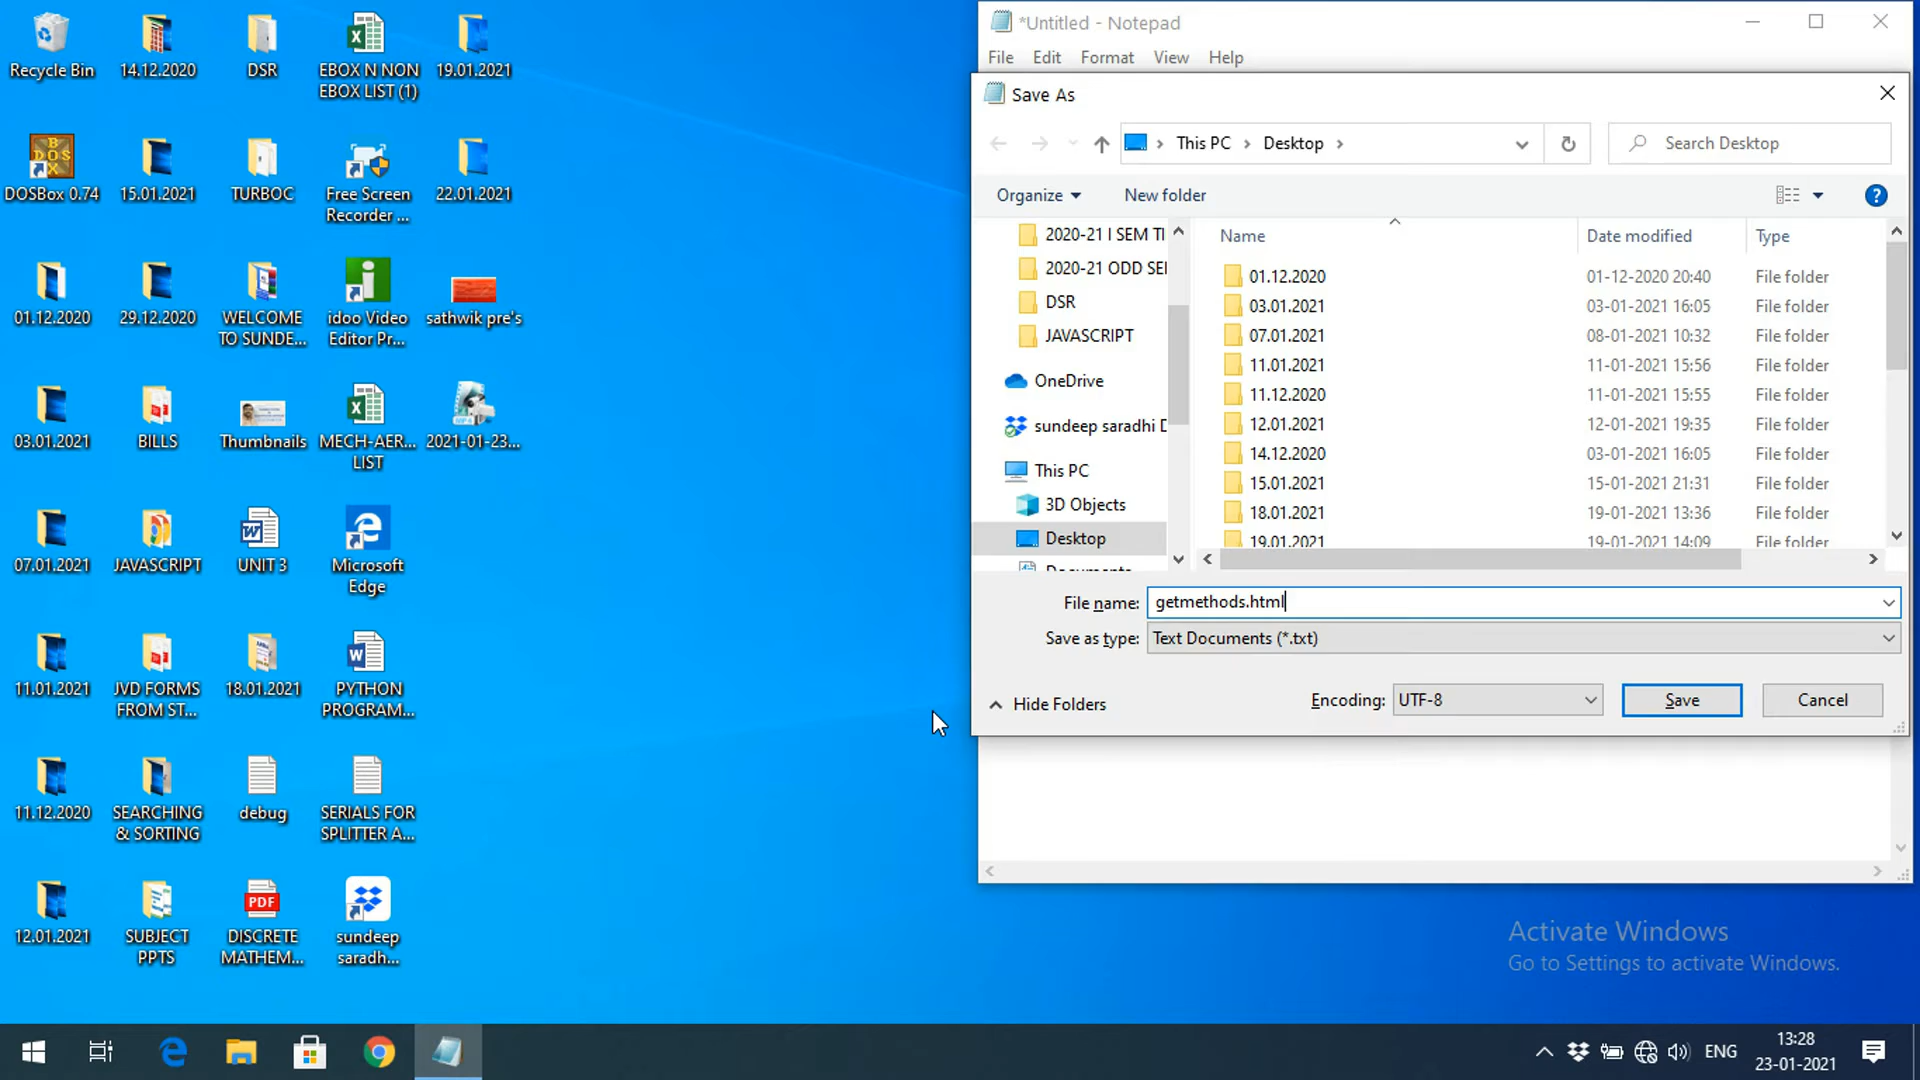 Recycle Bin
14.12.2020
DSR
EBOX N NON
EBOX LIST (1)
19.01.2021
DOSBox 0.74
15.01.2021
TURBOC
Free Screen
Recorder ...
22.01.2021
01.12.2020
29.12.2020
WELCOME
TO SUNDE...
idoo Video
Editor Pr...
sathwik pre's
03.01.2021
BILLS
Thumbnails
MECH-AER...
LIST
2021-01-23...
07.01.2021
JAVASCRIPT
UNIT 3
Microsoft
Edge
11.01.2021
JVD FORMS
FROM ST...
18.01.2021
PYTHON
PROGRAM...
11.12.2020
SEARCHING
& SORTING
debug
SERIALS FOR
SPLITTER A...
12.01.2021
SUBJECT
PPTS
PDF
DISCRETE
MATHEM...
sundeep
saradh...
*Untitled - Notepad
File Edit Format View Help
Save As
This PC > Desktop >
Search Desktop
Organize
New folder
2020-21 I SEM TI
2020-21 ODD SEI
DSR
JAVASCRIPT
OneDrive
sundeep saradhi D
This PC
3D Objects
Desktop
Documents
Name Date modified Type
01.12.2020 01-12-2020 20:40 File folder
03.01.2021 03-01-2021 16:05 File folder
07.01.2021 08-01-2021 10:32 File folder
11.01.2021 11-01-2021 15:56 File folder
11.12.2020 11-01-2021 15:55 File folder
12.01.2021 12-01-2021 19:35 File folder
14.12.2020 03-01-2021 16:05 File folder
15.01.2021 15-01-2021 21:31 File folder
18.01.2021 19-01-2021 13:36 File folder
19.01.2021 19-01-2021 14:09 File folder
File name: getmethods.html
Save as type: Text Documents (*.txt)
Hide Folders
Encoding: UTF-8
Save
Cancel
Activate Windows
Go to Settings to activate Windows.
ENG
13:28
23-01-2021